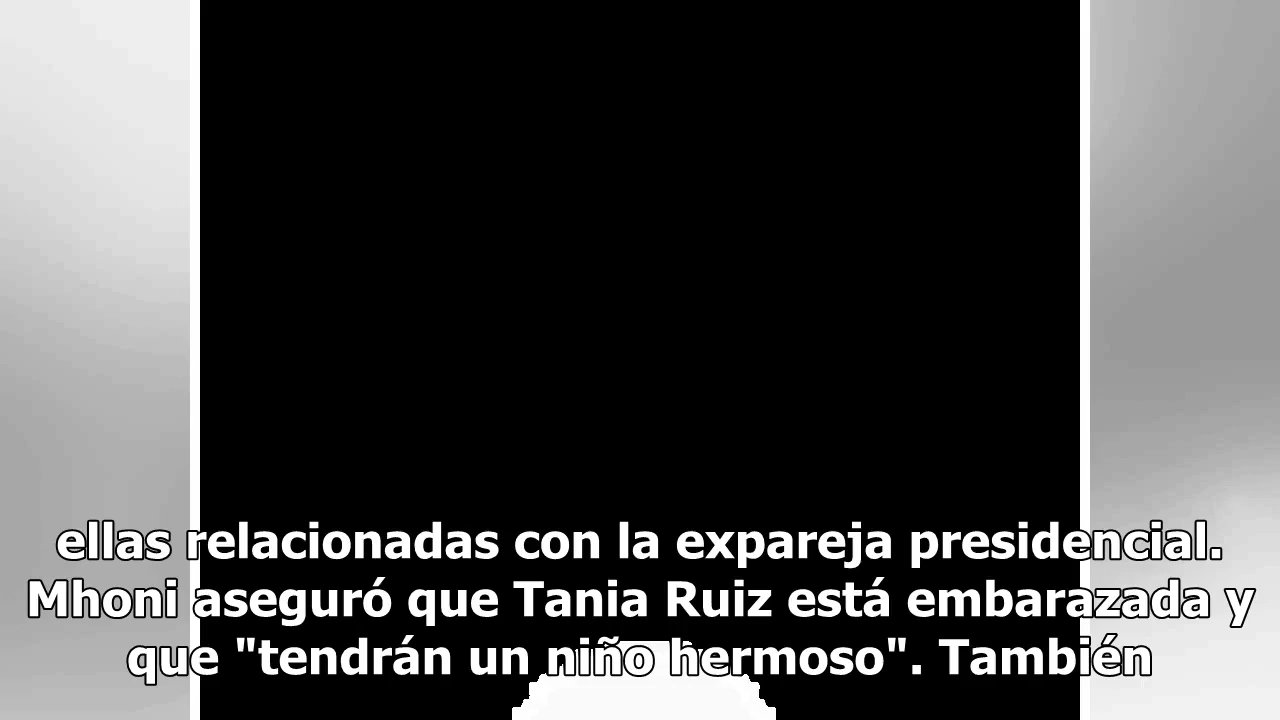 ellas relacionadas con la expareja presidencial.
Mhoni aseguró que Tania Ruiz está embarazada y
que "tendrán un niño hermoso". También